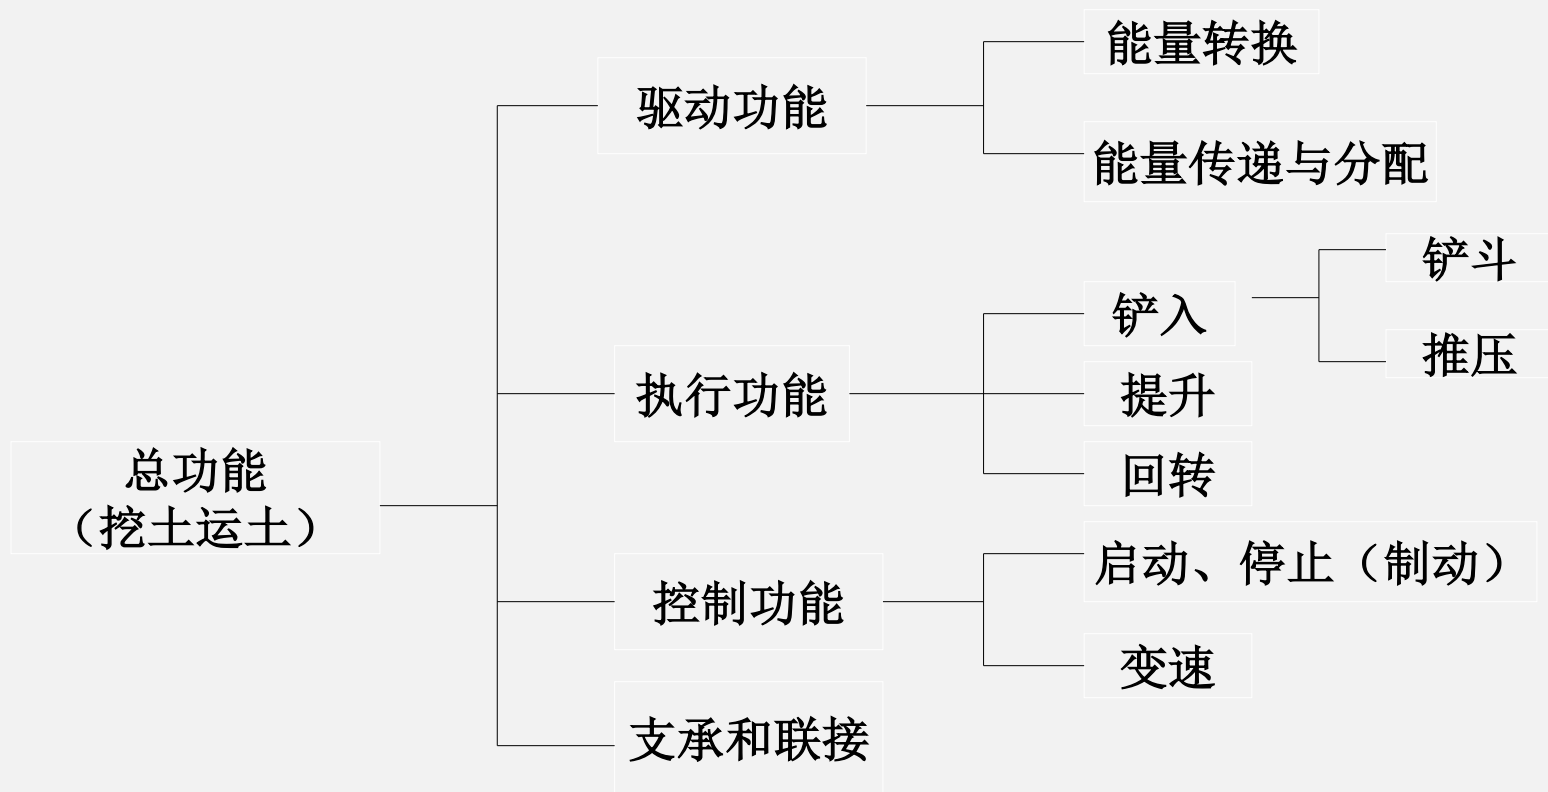 能量转换
驱动功能
能量传递与分配
铲斗
铲入
推压
执行功能
提升
总功能
（挖土运土）
回转
启动、停止（制动）
控制功能
变速
支承和联接